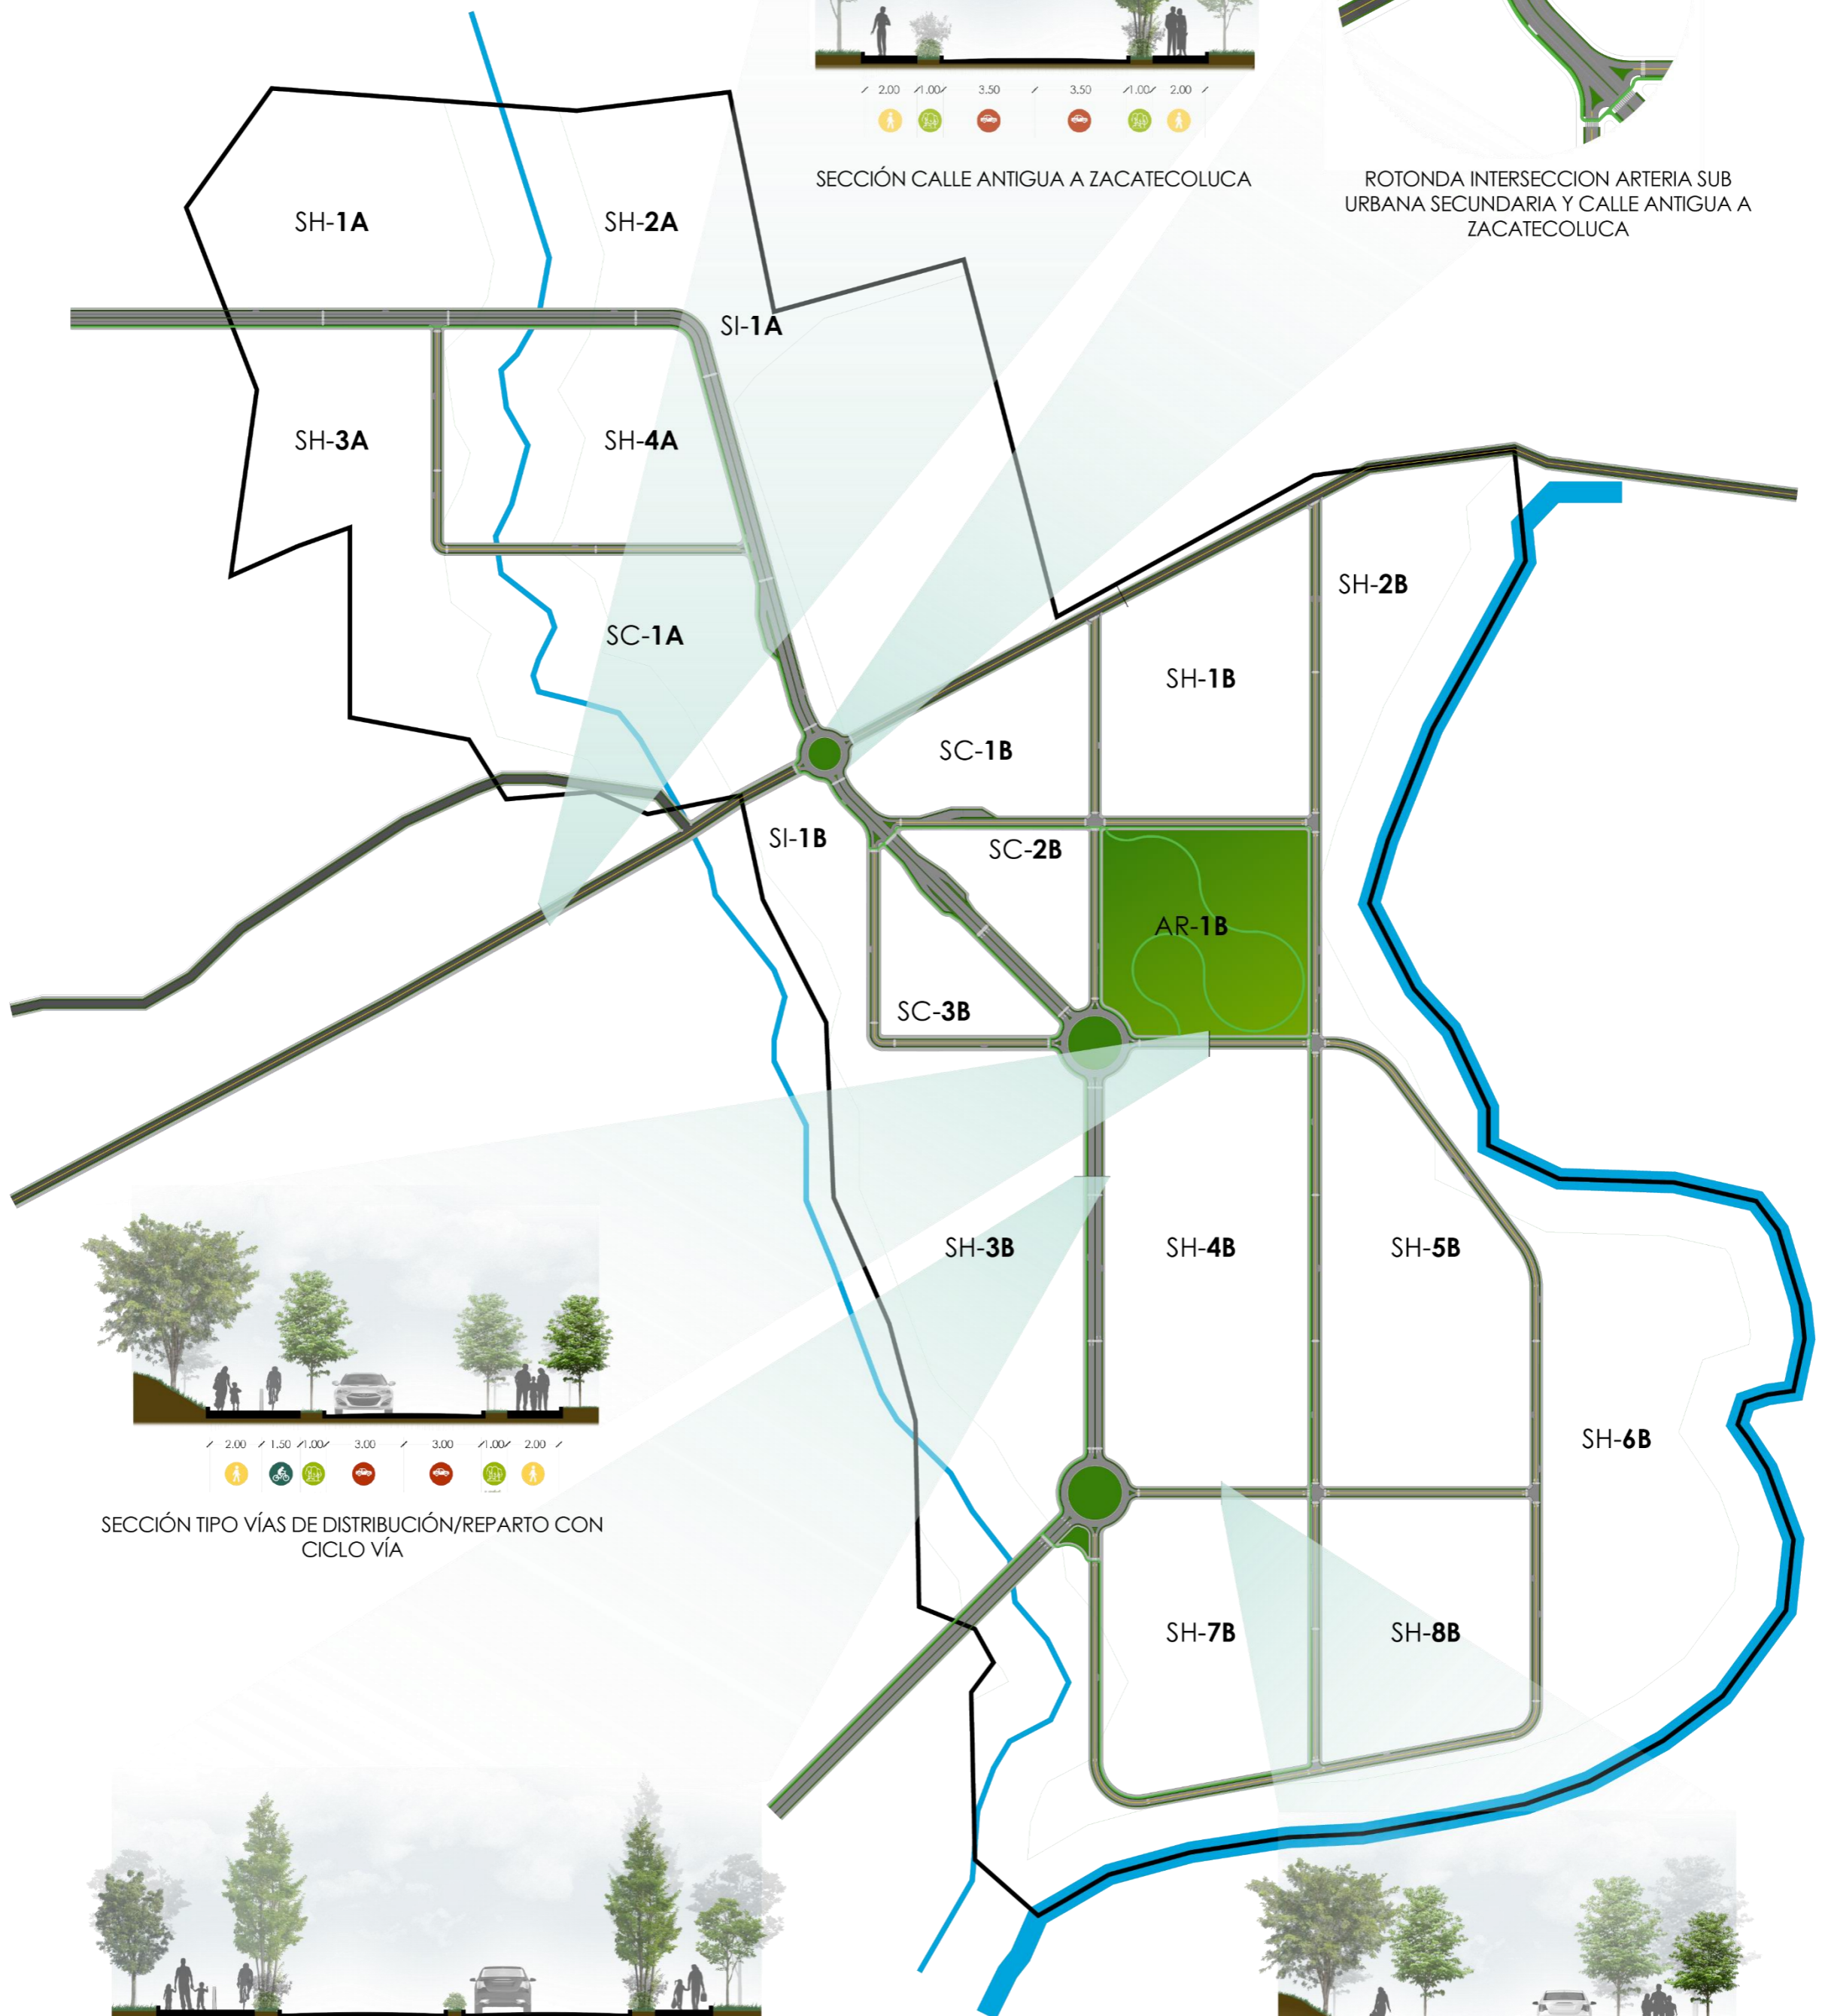 / 2.00 /1.00/ 3.50 / 3.50 /1.00/ 2.00 /
SECCIÓN CALLE ANTIGUA A ZACATECOLUCA
ROTONDA INTERSECCION ARTERIA SUB
URBANA SECUNDARIA Y CALLE ANTIGUA A
ZACATECOLUCA
SH-1A
SH-2A
SI-1A
SH-3A
SH-4A
SH-2B
SC-1A
SH-1B
SC-1B
SI-1B
SC-2B
AR-1B
SC-3B
SH-3B
SH-4B
SH-5B
SH-6B
/ 2.00 / 1.50 /1.00/ 3.00 / 3.00 /1.00/ 2.00 /
SECCIÓN TIPO VÍAS DE DISTRIBUCIÓN/REPARTO CON
CICLO VÍA
SH-7B
SH-8B